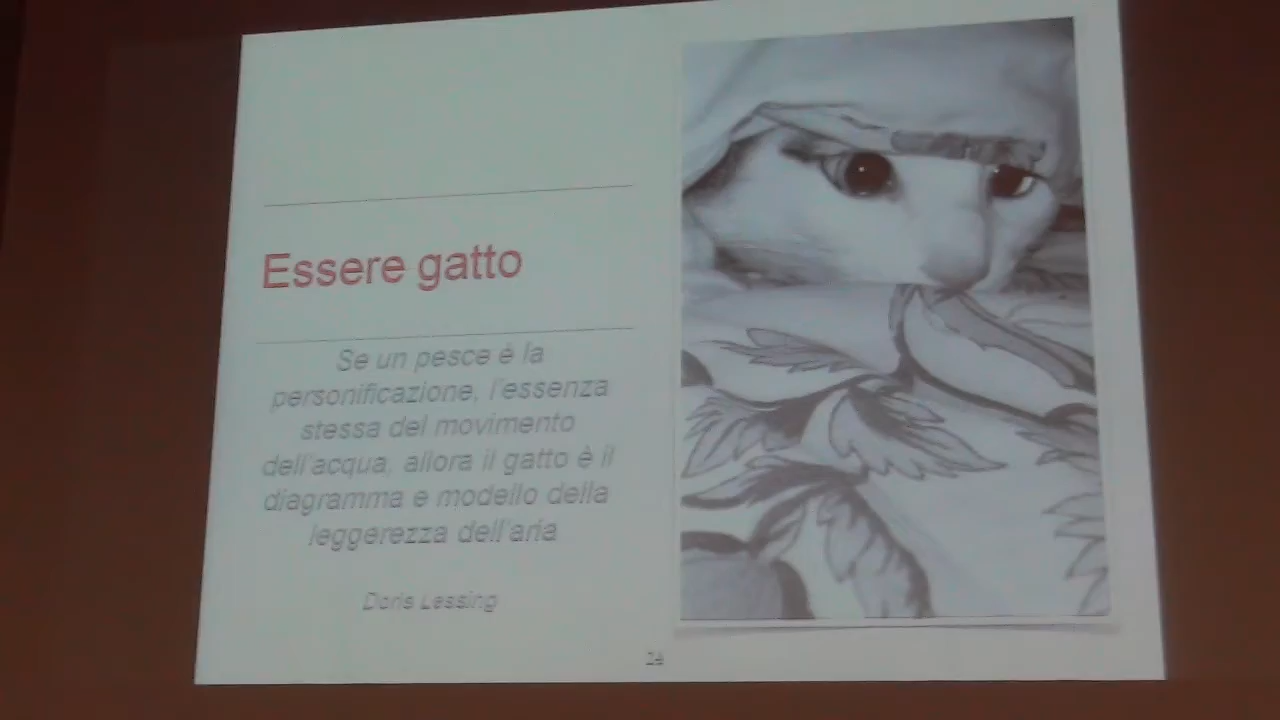 Essere gatto
Se un pesce è la
personificazione, l'essenza
stessa del movimento
dell'acqua, allora il gatto è il
diagramma e modello della
leggerezza dell'aria
Doris Lessing
24